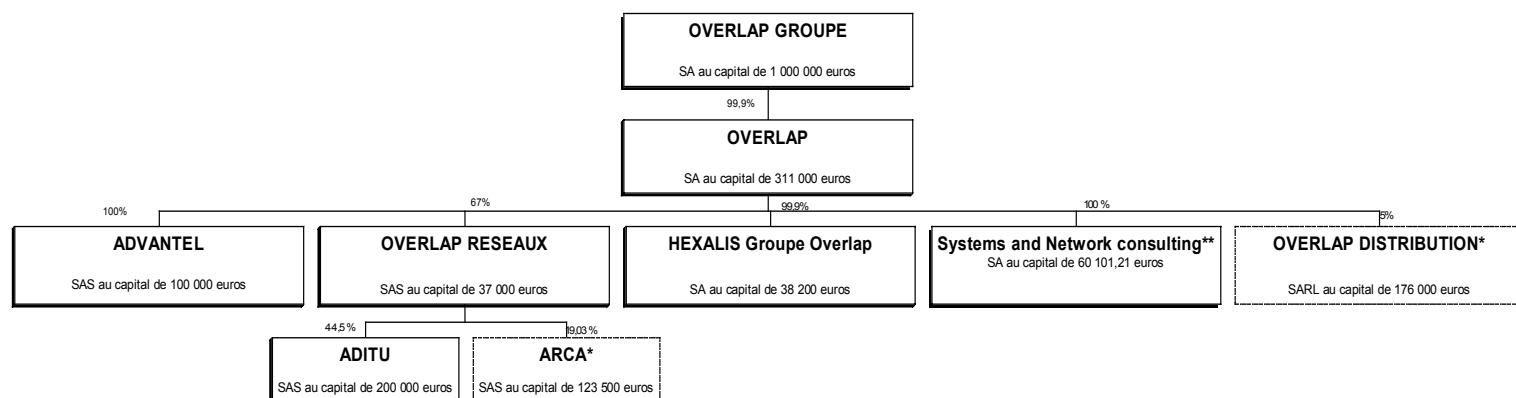 OVERLAP GROUPE
SA au capital de 1 000 000 euros
99,9%
OVERLAP
SA au capital de 311 000 euros
100%
67%
99,9%
100 %
5%
ADVANTEL
SAS au capital de 100 000 euros
OVERLAP RESEAUX
SAS au capital de 37 000 euros
HEXALIS Groupe Overlap
SA au capital de 38 200 euros
Systems and Network consulting**
SA au capital de 60 101,21 euros
OVERLAP DISTRIBUTION*
SARL au capital de 176 000 euros
44,5 %
19,03 %
ADITU
SAS au capital de 200 000 euros
ARCA*
SAS au capital de 123 500 euros